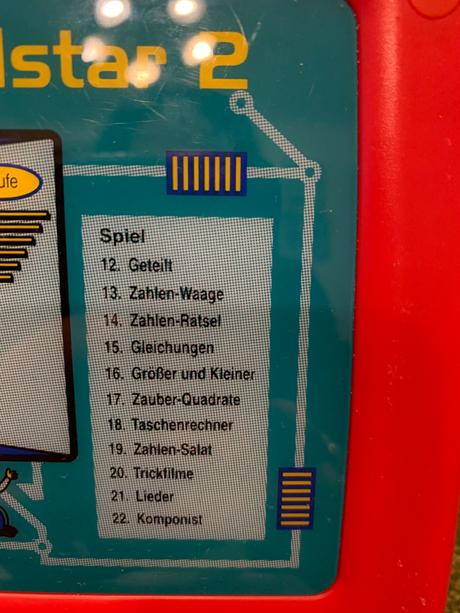 lstar 2
ufe
Spiel
12. Geteilt
13. Zahlen-Waage
14. Zahlen-Rätsel
15. Gleichungen
16. Größer und Kleiner
17. Zauber-Quadrate
18. Taschenrechner
19. Zahlen-Salat
20. Trickfilme
21. Lieder
22. Komponist